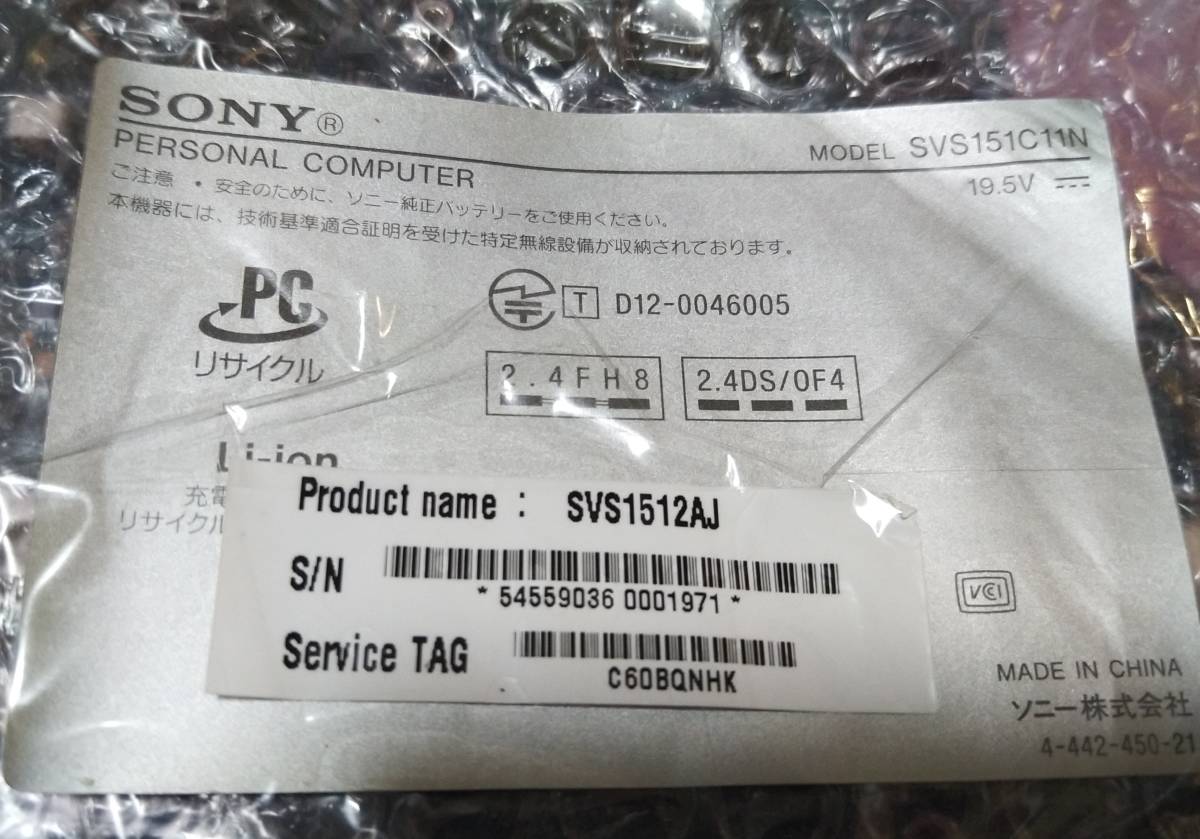 SONY®
PERSONAL COMPUTER
MODEL SVS151C11N
19.5V
ご注意 ・安全のために、ソニー純正バッテリーをご使用ください。
本機器には、技術基準適合証明を受けた特定無線設備が収納されております。
PC
リサイクル
T D12-0046005
2.4FH8
2.4DS/OF4
Li-ion
充電
リサイクル
Product name : SVS1512AJ
S/N
* 54559036 0001971 *
Service TAG
C60BQNHK
VCCI
MADE IN CHINA
ソニー株式会社
4-442-450-21